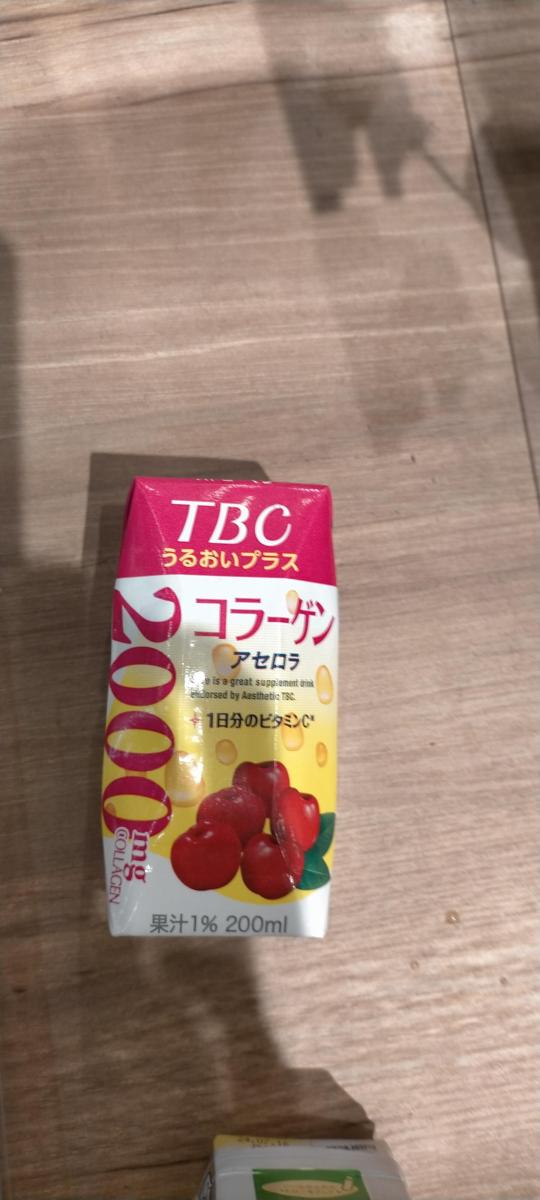 TBC
うるおいプラス
コラーゲン
2000mg
COLLAGEN
アセロラ
is a great supplement drink
endorsed by Aesthetic TBC.
+ 1日分のビタミンC*
果汁1% 200ml